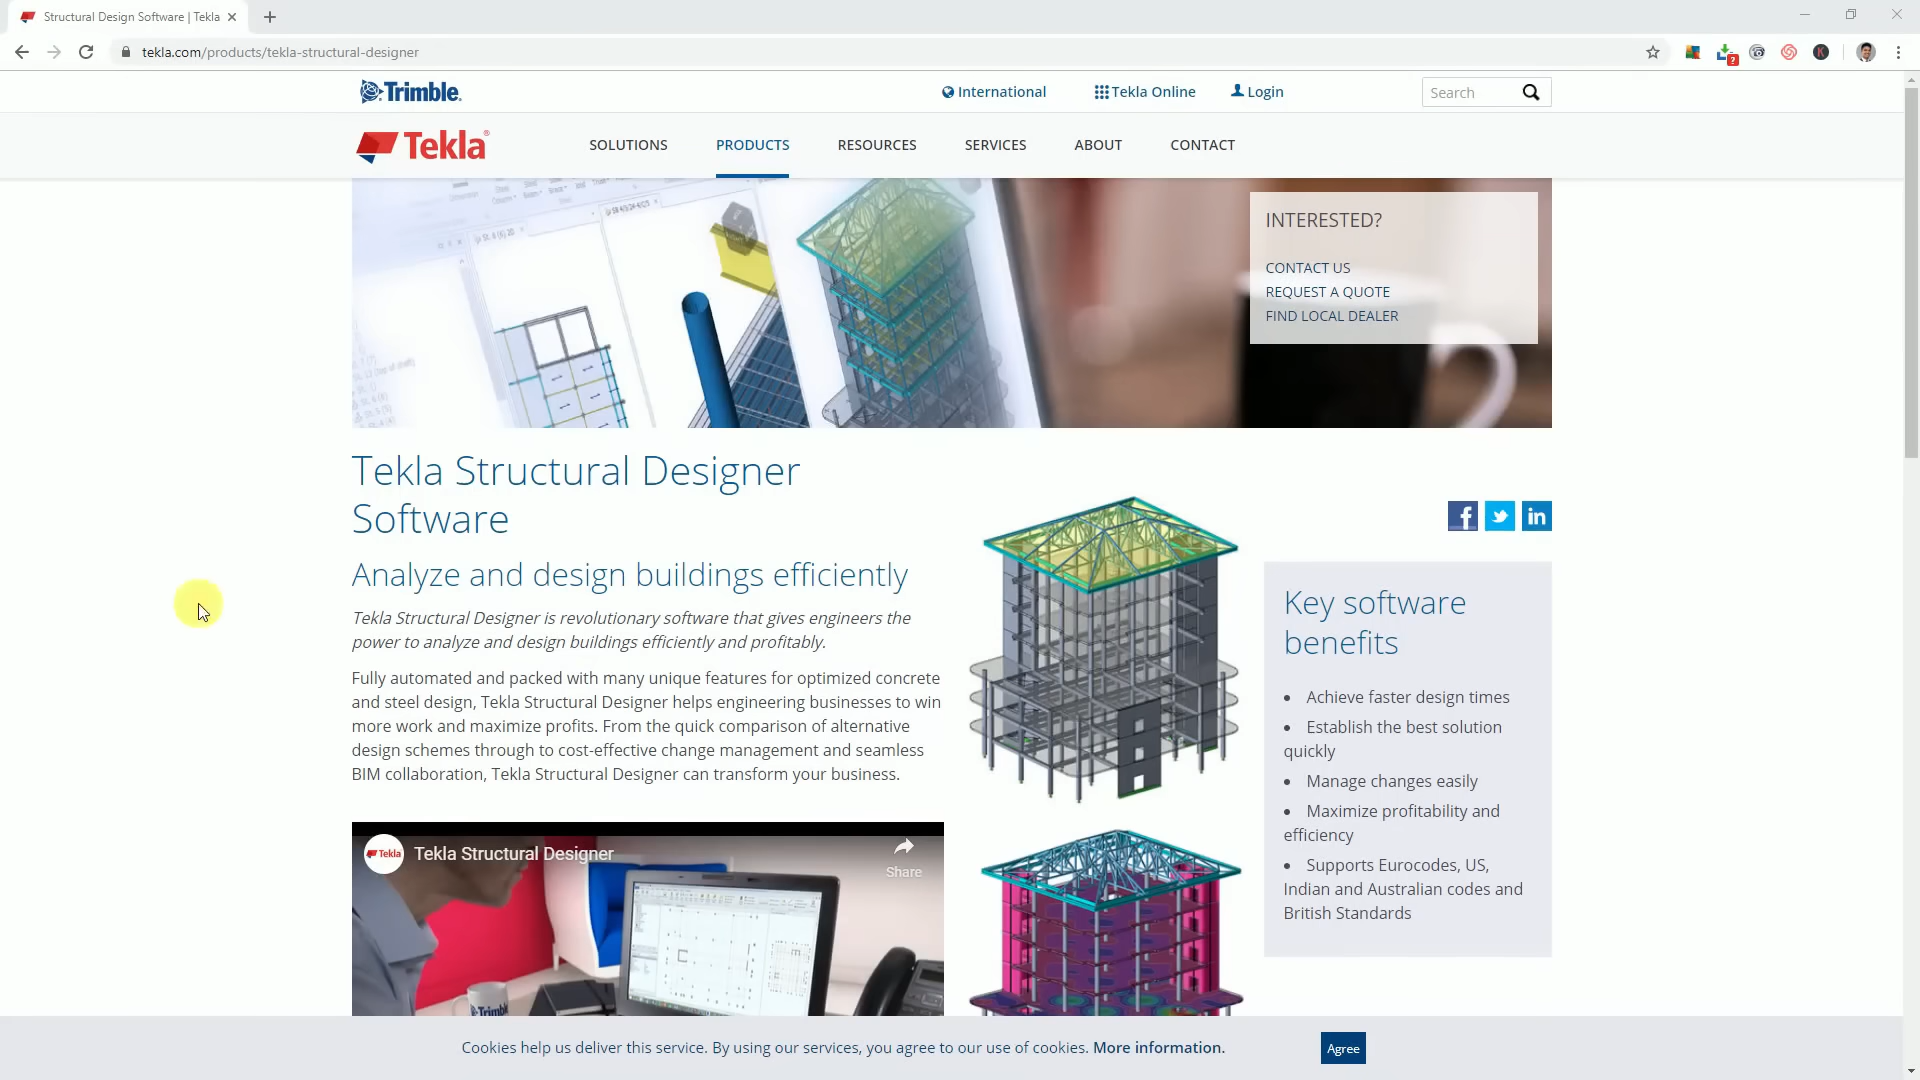 Structural Design Software | Tekla
tekla.com/products/tekla-structural-designer
Trimble
International
Tekla Online
Login
Search
Tekla
SOLUTIONS
PRODUCTS
RESOURCES
SERVICES
ABOUT
CONTACT
INTERESTED?
CONTACT US
REQUEST A QUOTE
FIND LOCAL DEALER
Tekla Structural Designer
Software
Analyze and design buildings efficiently
Tekla Structural Designer is revolutionary software that gives engineers the
power to analyze and design buildings efficiently and profitably.
Fully automated and packed with many unique features for optimized concrete
and steel design, Tekla Structural Designer helps engineering businesses to win
more work and maximize profits. From the quick comparison of alternative
design schemes through to cost-effective change management and seamless
BIM collaboration, Tekla Structural Designer can transform your business.
Key software
benefits
• Achieve faster design times
• Establish the best solution
quickly
• Manage changes easily
• Maximize profitability and
efficiency
• Supports Eurocodes, US,
Indian and Australian codes and
British Standards
Tekla
Tekla Structural Designer
Share
Trimble
Cookies help us deliver this service. By using our services, you agree to our use of cookies. More information.
Agree